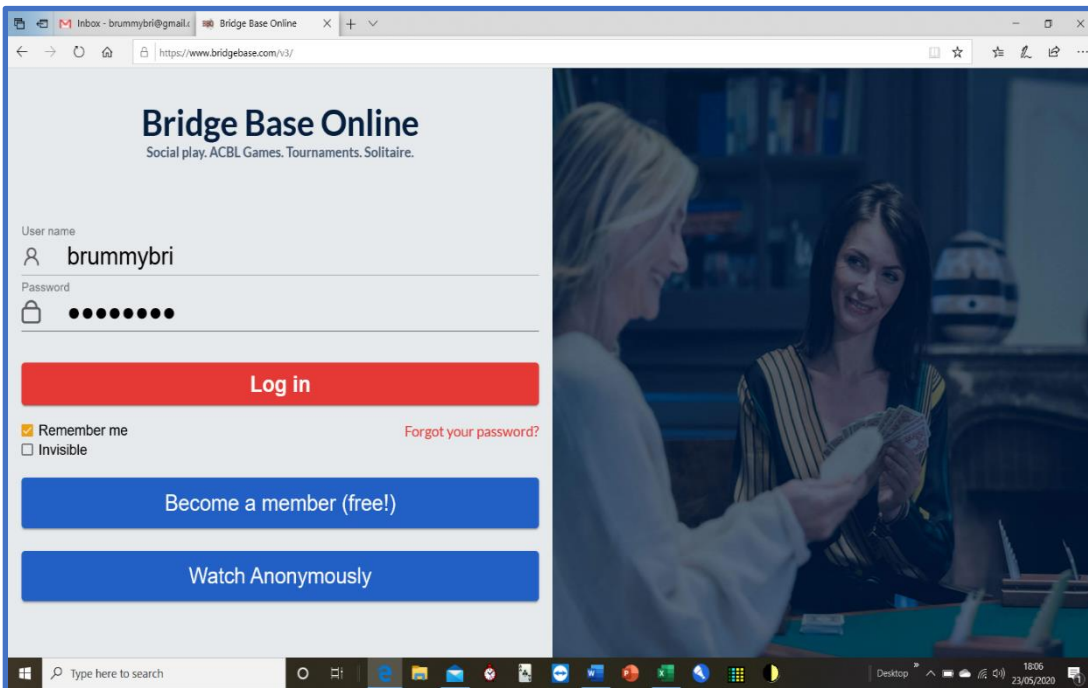 Inbox - brummybri@gmail.c
Bridge Base Online
https://www.bridgebase.com/v3/
Bridge Base Online
Social play. ACBL Games. Tournaments. Solitaire.
User name
brummybri
Password
Log in
Remember me
Forgot your password?
Invisible
Become a member (free!)
Watch Anonymously
Type here to search
Desktop
18:06
23/05/2020